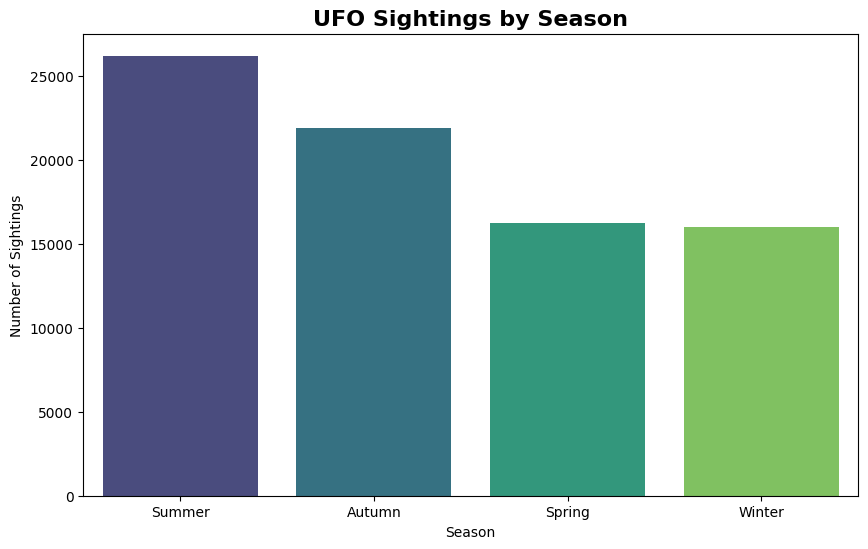 UFO Sightings by Season
Number of Sightings
25000
20000
15000
10000
5000
0
Summer Autumn Spring Winter
Season